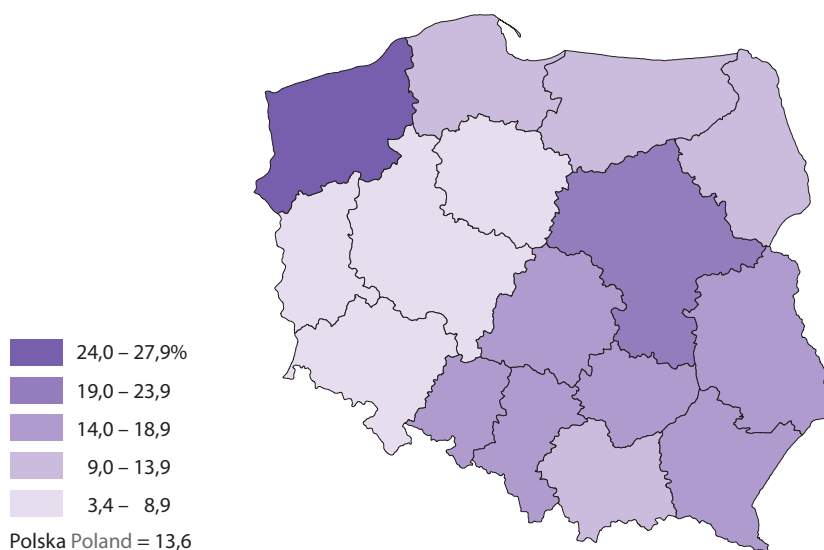 24,0 – 27,9%
19,0 – 23,9
14,0 – 18,9
9,0 – 13,9
3,4 – 8,9
Polska Poland = 13,6